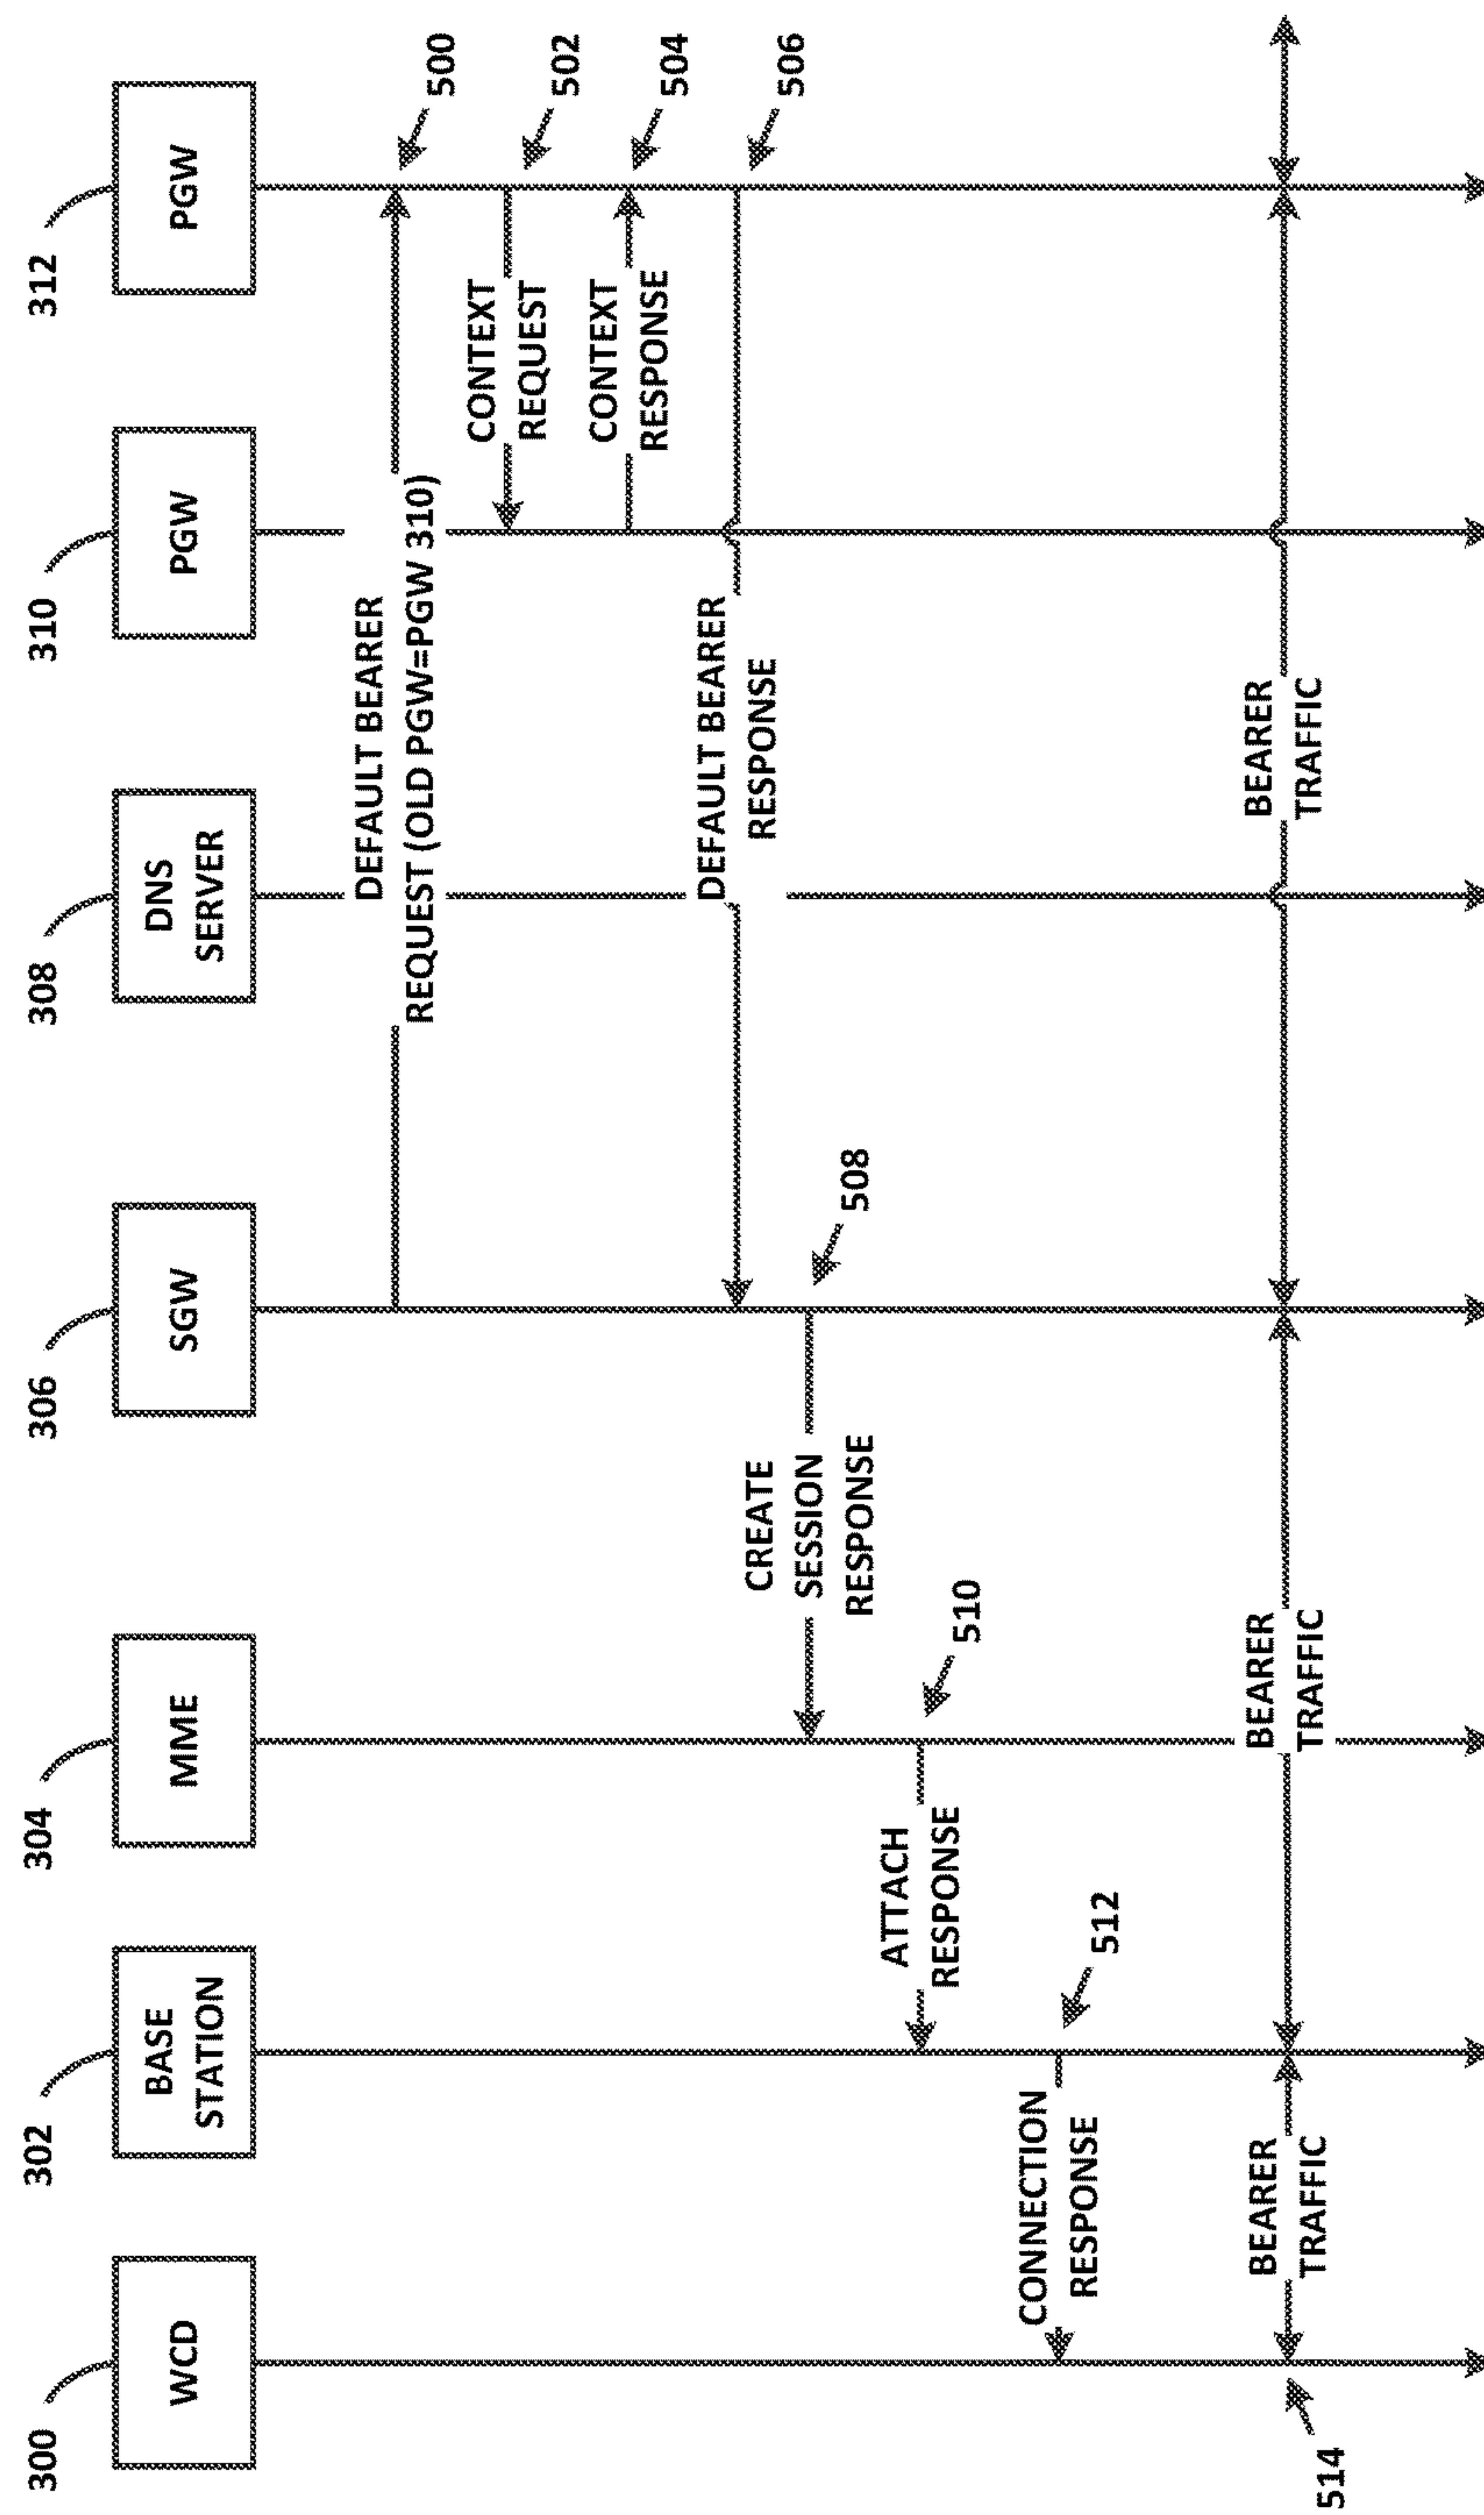 300
302
304
306
308
310
312
WCD
BASE
STATION
MME
SGW
DNS
SERVER
PGW
PGW
DEFAULT BEARER
REQUEST (OLD PGW=PGW 310)
500
CONTEXT
REQUEST
502
CONTEXT
RESPONSE
504
DEFAULT BEARER
RESPONSE
506
CREATE
SESSION
RESPONSE
508
ATTACH
RESPONSE
510
CONNECTION
RESPONSE
512
BEARER
TRAFFIC
BEARER
TRAFFIC
BEARER
TRAFFIC
514